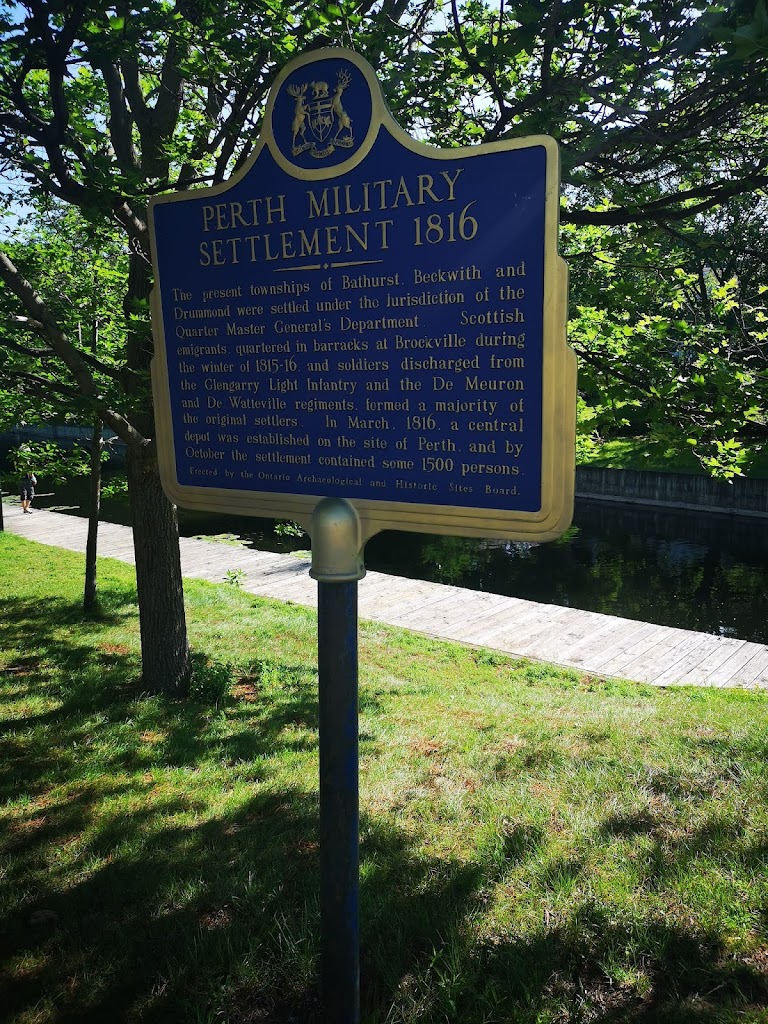 PERTH MILITARY
SETTLEMENT 1816
The present townships of Bathurst, Beckwith and
Drummond were settled under the jurisdiction of the
Quarter Master General's Department. Scottish
emigrants, quartered in barracks at Brockville during
the winter of 1815-16, and soldiers discharged from
the Glengarry Light Infantry and the De Meuron
and De Watteville regiments, formed a majority of
the original settlers. In March, 1816, a central
depot was established on the site of Perth, and by
October the settlement contained some 1500 persons.
Erected by the Ontario Archaeological and Historic Sites Board.